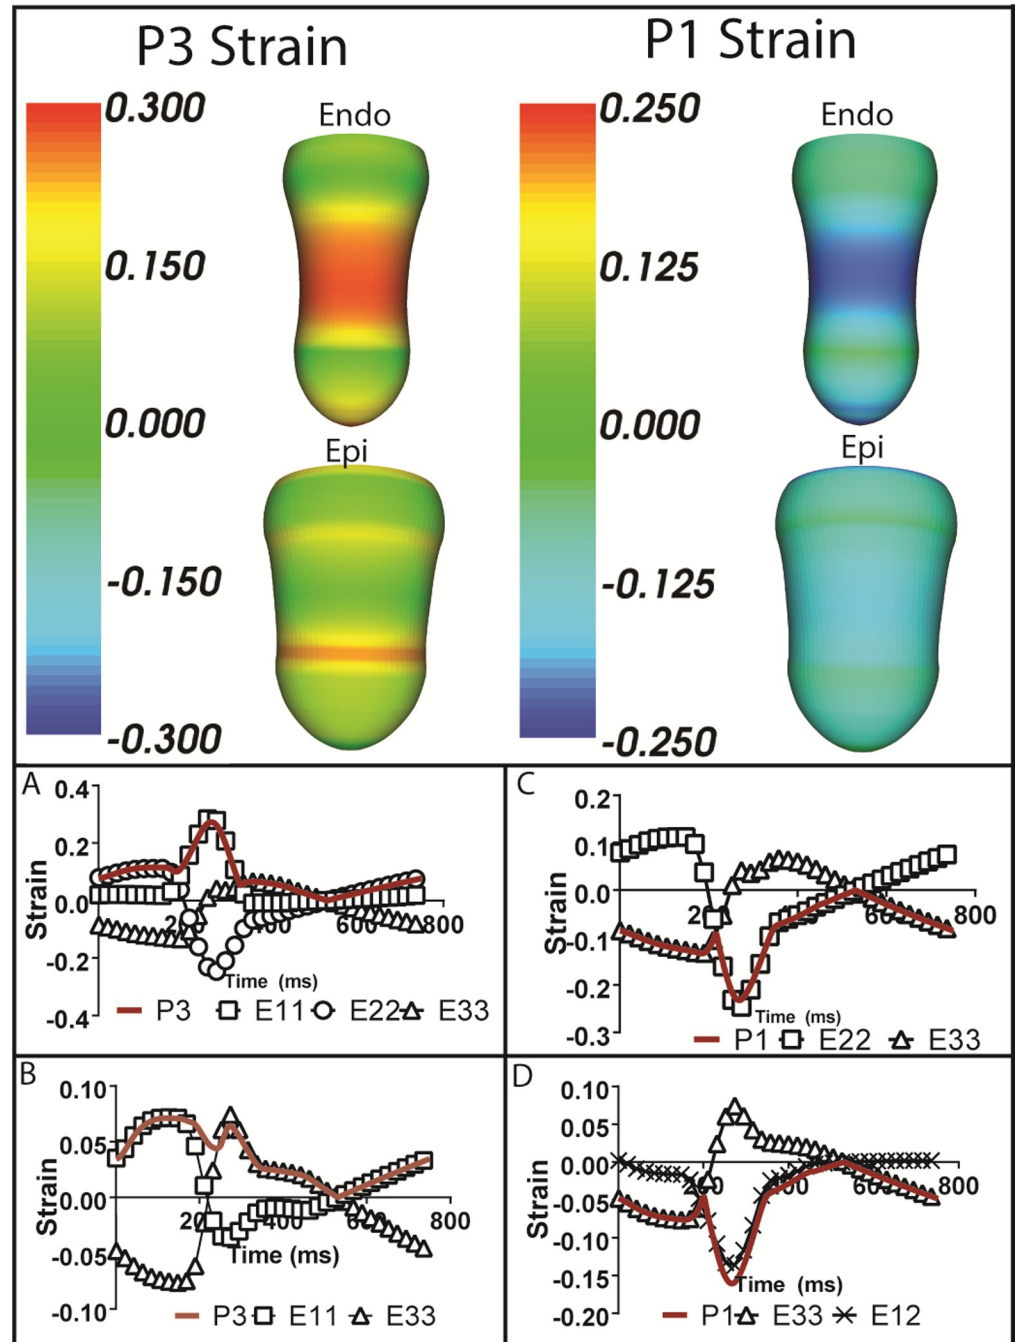 P3 Strain
P1 Strain
0.300
0.150
0.000
-0.150
-0.300
Endo
Epi
0.250
0.125
0.000
-0.125
-0.250
Endo
Epi
A
0.4
0.2
0.0
-0.2
-0.4
Strain
600
800
Time (ms)
P3 E11 E22 E33
C
0.2
0.1
0.0
-0.1
-0.2
-0.3
Strain
800
Time (ms)
P1 E22 E33
B
0.10
0.05
0.00
-0.05
-0.10
Strain
400
800
Time (ms)
P3 E11 E33
D
0.10
0.05
0.00
-0.05
-0.10
-0.15
-0.20
Strain
800
Time (ms)
P1 E33 E12